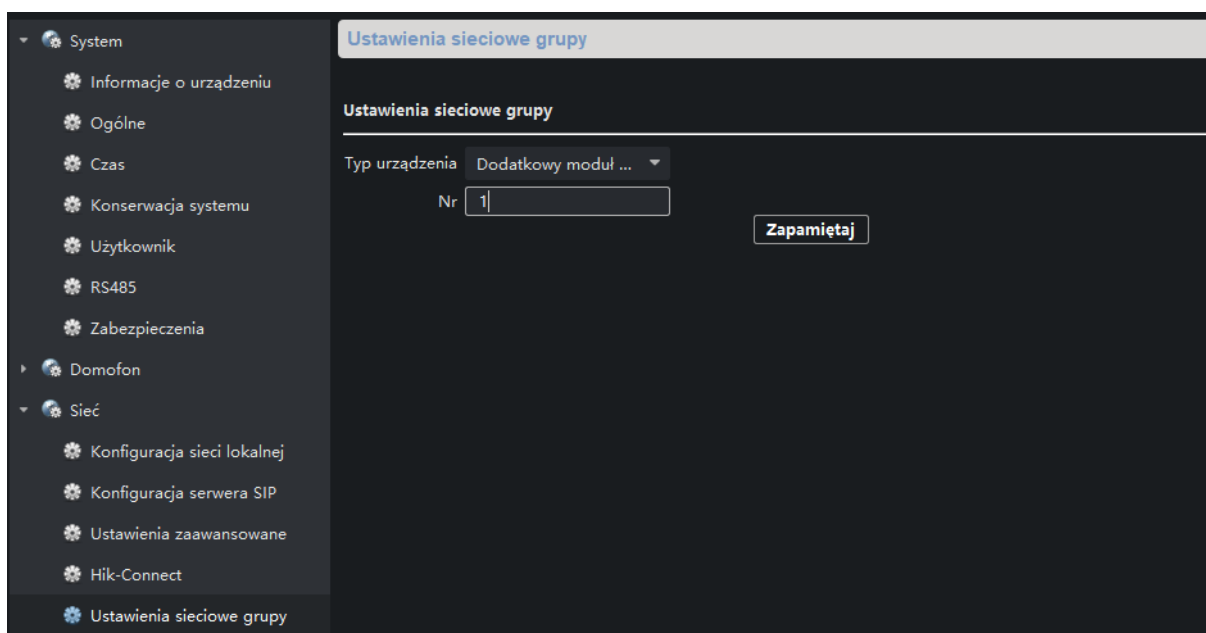 System
Informacje o urządzeniu
Ogólne
Czas
Konserwacja systemu
Użytkownik
RS485
Zabezpieczenia
Domofon
Sieć
Konfiguracja sieci lokalnej
Konfiguracja serwera SIP
Ustawienia zaawansowane
Hik-Connect
Ustawienia sieciowe grupy
Ustawienia sieciowe grupy
Ustawienia sieciowe grupy
Typ urządzenia Dodatkowy moduł ...
Nr 1
Zapamiętaj